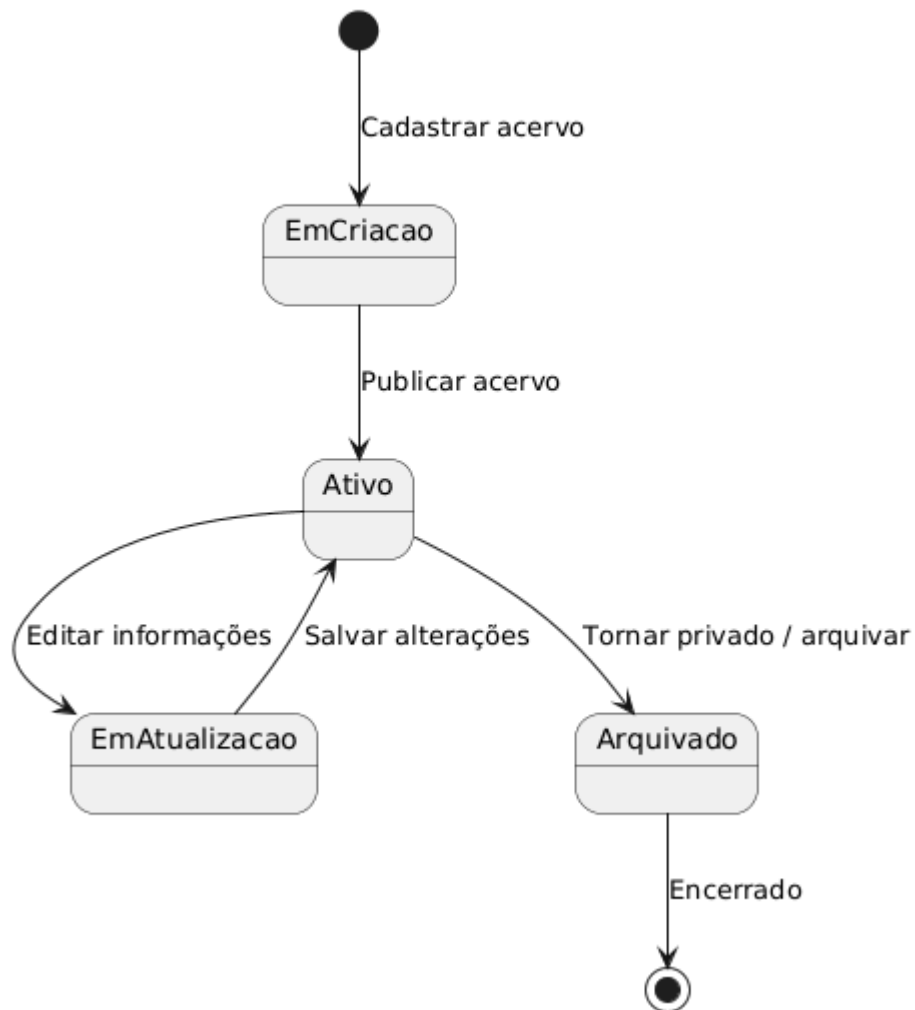 Cadastrar acervo
EmCriacao
Publicar acervo
Ativo
Editar informações
Salvar alterações
Tornar privado / arquivar
EmAtualizacao
Arquivado
Encerrado